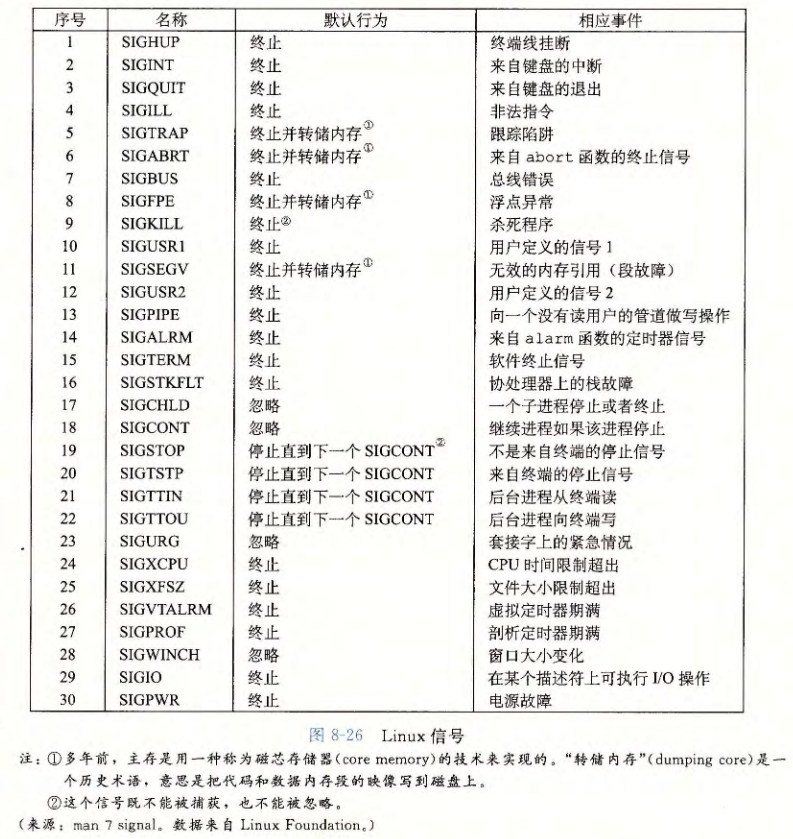 序号 名称 默认行为 相应事件
1 SIGHUP 终止 终端线挂断
2 SIGINT 终止 来自键盘的中断
3 SIGQUIT 终止 来自键盘的退出
4 SIGILL 终止 非法指令
5 SIGTRAP 终止并转储内存① 跟踪陷阱
6 SIGABRT 终止并转储内存① 来自 abort 函数的终止信号
7 SIGBUS 终止 总线错误
8 SIGFPE 终止并转储内存① 浮点异常
9 SIGKILL 终止② 杀死程序
10 SIGUSR1 终止 用户定义的信号 1
11 SIGSEGV 终止并转储内存① 无效的内存引用（段故障）
12 SIGUSR2 终止 用户定义的信号 2
13 SIGPIPE 终止 向一个没有读用户的管道做写操作
14 SIGALRM 终止 来自 alarm 函数的定时器信号
15 SIGTERM 终止 软件终止信号
16 SIGSTKFLT 终止 协处理器上的栈故障
17 SIGCHLD 忽略 一个子进程停止或者终止
18 SIGCONT 忽略 继续进程如果该进程停止
19 SIGSTOP 停止直到下一个 SIGCONT② 不是来自终端的停止信号
20 SIGTSTP 停止直到下一个 SIGCONT 来自终端的停止信号
21 SIGTTIN 停止直到下一个 SIGCONT 后台进程从终端读
22 SIGTTOU 停止直到下一个 SIGCONT 后台进程向终端写
23 SIGURG 忽略 套接字上的紧急情况
24 SIGXCPU 终止 CPU 时间限制超出
25 SIGXFSZ 终止 文件大小限制超出
26 SIGVTALRM 终止 虚拟定时器期满
27 SIGPROF 终止 剖析定时器期满
28 SIGWINCH 忽略 窗口大小变化
29 SIGIO 终止 在某个描述符上可执行 I/O 操作
30 SIGPWR 终止 电源故障
图 8-26 Linux 信号
注：①多年前，主存是用一种称为磁芯存储器(core memory)的技术来实现的。“转储内存”(dumping core)是一
个历史术语，意思是把代码和数据内存段的映像写到磁盘上。
②这个信号既不能被捕获，也不能被忽略。
（来源：man 7 signal。数据来自 Linux Foundation。）